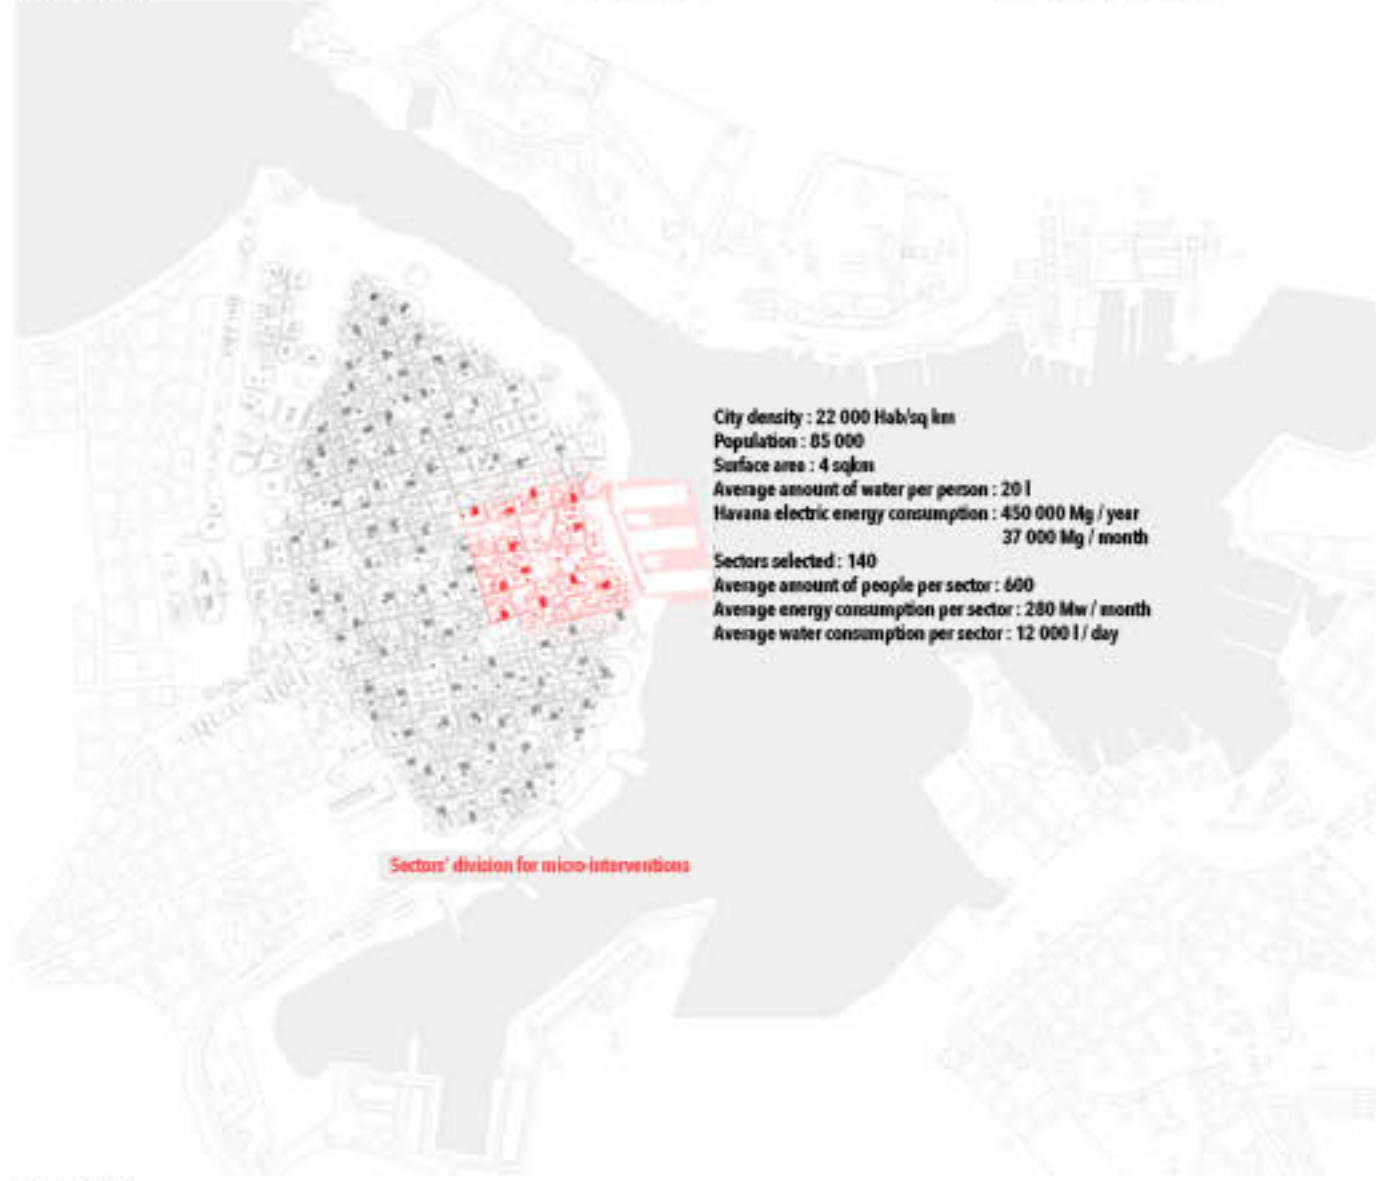 City density : 22 000 Hab/sq km
Population : 85 000
Surface area : 4 sqkm
Average amount of water per person : 20 l
Havana electric energy consumption : 450 000 Mg / year
37 000 Mg / month
Sectors selected : 140
Average amount of people per sector : 600
Average energy consumption per sector : 280 Mw / month
Average water consumption per sector : 12 000 l / day
Sectors' division for micro-interventions